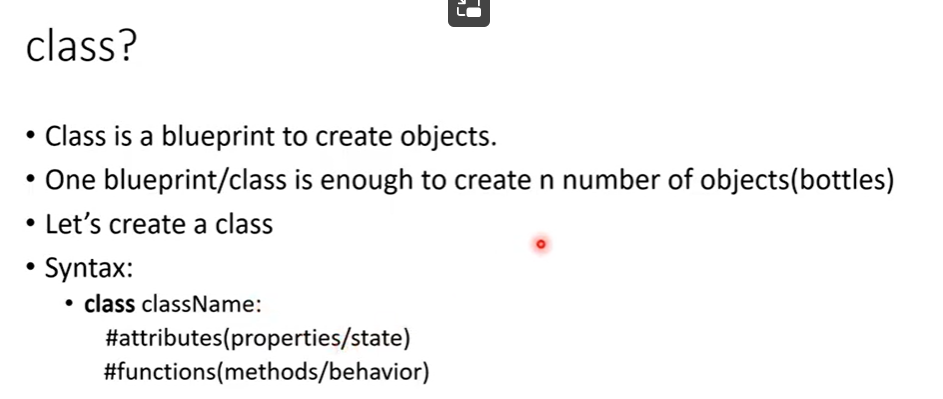 class?
• Class is a blueprint to create objects.
• One blueprint/class is enough to create n number of objects(bottles)
• Let's create a class
• Syntax:
• class className:
#attributes(properties/state)
#functions(methods/behavior)